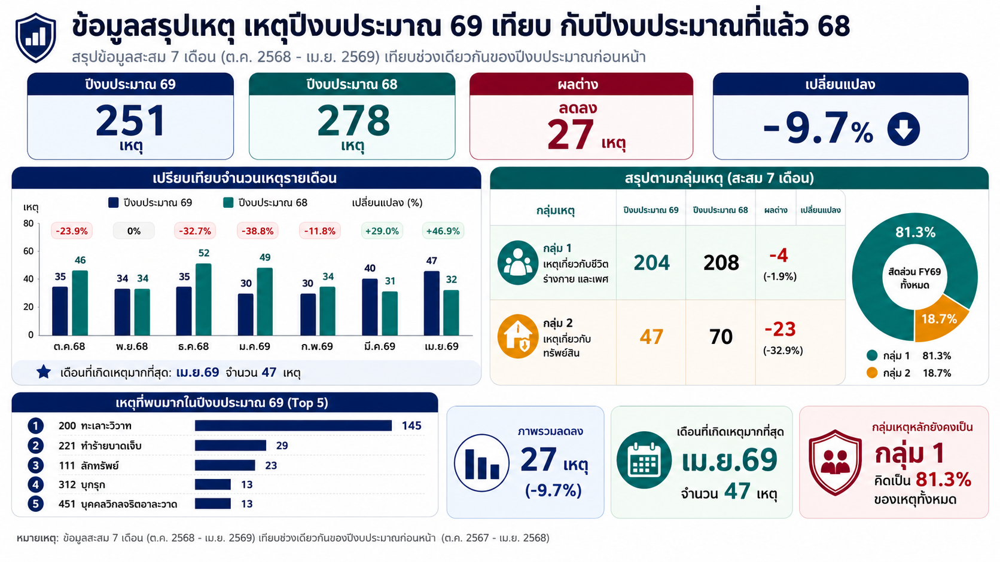 ข้อมูลสรุปเหตุ เหตุปีงบประมาณ 69 เทียบ กับปีงบประมาณที่แล้ว 68
สรุปข้อมูลสะสม 7 เดือน (ต.ค. 2568 - เม.ย. 2569) เทียบช่วงเดียวกันของปีงบประมาณก่อนหน้า
ปีงบประมาณ 69
251
เหตุ
ปีงบประมาณ 68
278
เหตุ
ผลต่าง
ลดลง
27 เหตุ
เปลี่ยนแปลง
-9.7%
เปรียบเทียบจำนวนเหตุรายเดือน
เหตุ
ปีงบประมาณ 69
ปีงบประมาณ 68
เปลี่ยนแปลง (%)
80
60
40
20
0
-23.9%
0%
-32.7%
-38.8%
-11.8%
+29.0%
+46.9%
35
46
34
34
35
52
30
49
30
34
40
31
47
32
ต.ค.68
พ.ย.68
ธ.ค.68
ม.ค.69
ก.พ.69
มี.ค.69
เม.ย.69
เดือนที่เกิดเหตุมากที่สุด: เม.ย.69 จำนวน 47 เหตุ
สรุปตามกลุ่มเหตุ (สะสม 7 เดือน)
กลุ่มเหตุ
ปีงบประมาณ 69
ปีงบประมาณ 68
ผลต่าง
เปลี่ยนแปลง
กลุ่ม 1
เหตุเกี่ยวกับชีวิต
ร่างกาย และเพศ
204
208
-4
(-1.9%)
กลุ่ม 2
เหตุเกี่ยวกับ
ทรัพย์สิน
47
70
-23
(-32.9%)
81.3%
สัดส่วน FY69
ทั้งหมด
18.7%
กลุ่ม 1 81.3%
กลุ่ม 2 18.7%
เหตุที่พบมากในปีงบประมาณ 69 (Top 5)
1 200 ทะเลาะวิวาท 145
2 221 ทำร้ายบาดเจ็บ 29
3 111 ลักทรัพย์ 23
4 312 บุกรุก 13
5 451 บุคคลวิกลจริตอาละวาด 13
ภาพรวมลดลง
27 เหตุ
(-9.7%)
เดือนที่เกิดเหตุมากที่สุด
เม.ย.69
จำนวน 47 เหตุ
กลุ่มเหตุหลักยังคงเป็น
กลุ่ม 1
คิดเป็น 81.3%
ของเหตุทั้งหมด
หมายเหตุ: ข้อมูลสะสม 7 เดือน (ต.ค. 2568 - เม.ย. 2569) เทียบช่วงเดียวกันของปีงบประมาณก่อนหน้า (ต.ค. 2567 - เม.ย. 2568)